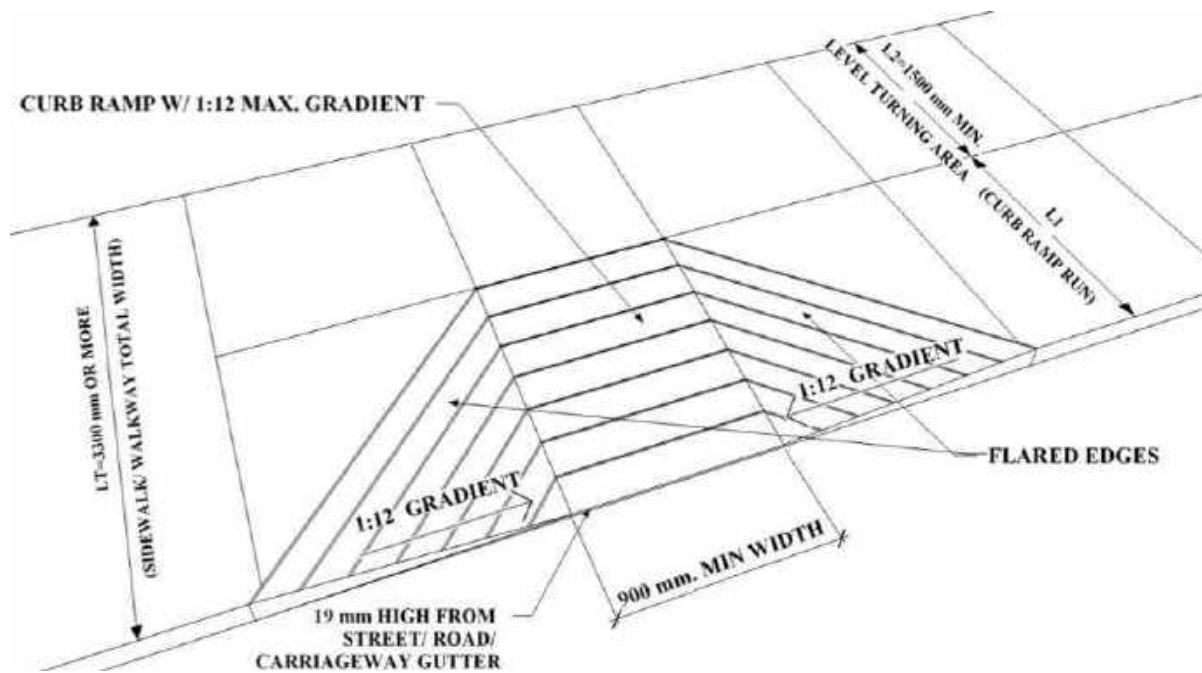 CURB RAMP W/ 1:12 MAX. GRADIENT
L2=1500 mm MIN.
LEVEL TURNING AREA
L1
(CURB RAMP RUN)
LT=3300 mm OR MORE
(SIDEWALK/ WALKWAY TOTAL WIDTH)
1:12 GRADIENT
FLARED EDGES
1:12 GRADIENT
900 mm. MIN WIDTH
19 mm HIGH FROM
STREET/ ROAD/
CARRIAGEWAY GUTTER